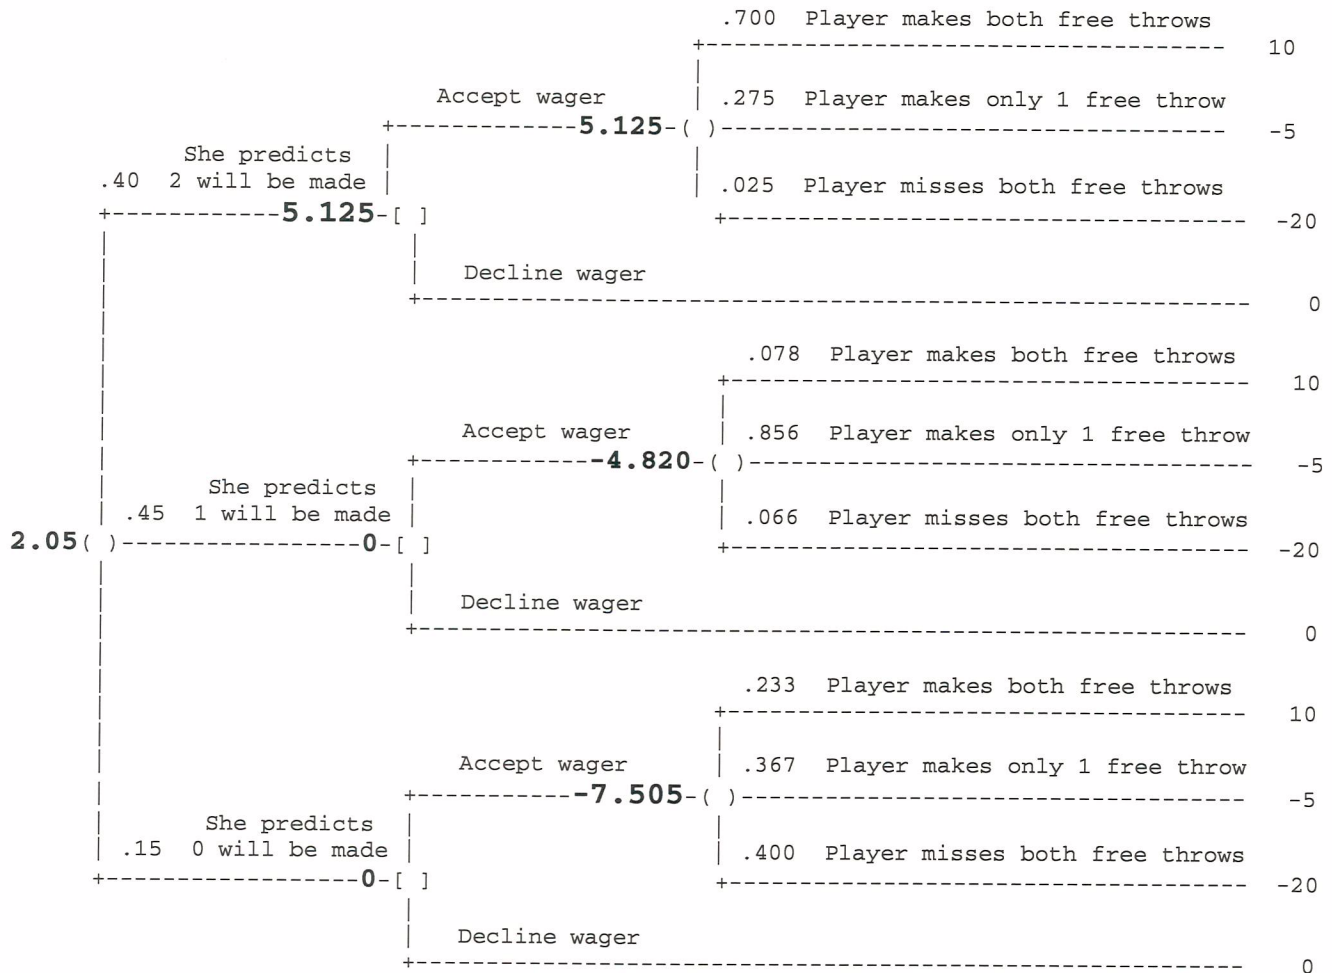 .700 Player makes both free throws
+------------------------------------- 10
Accept wager | .275 Player makes only 1 free throw
+-------------5.125-( )------------------------------------ -5
She predicts |
.40 2 will be made | | .025 Player misses both free throws
+------------5.125-[ ] +------------------------------------- -20
| Decline wager
+----------------------------------------------------------- 0
.078 Player makes both free throws
+------------------------------------- 10
Accept wager | .856 Player makes only 1 free throw
+-------------4.820-( )------------------------------------ -5
She predicts |
| .45 1 will be made | | .066 Player misses both free throws
2.05( )-----------------0-[ ] +------------------------------------- -20
| Decline wager
+----------------------------------------------------------- 0
.233 Player makes both free throws
+------------------------------------- 10
Accept wager | .367 Player makes only 1 free throw
+------------7.505-( )------------------------------------ -5
She predicts |
| .15 0 will be made | | .400 Player misses both free throws
+------------------0-[ ] +------------------------------------- -20
| Decline wager
+----------------------------------------------------------- 0